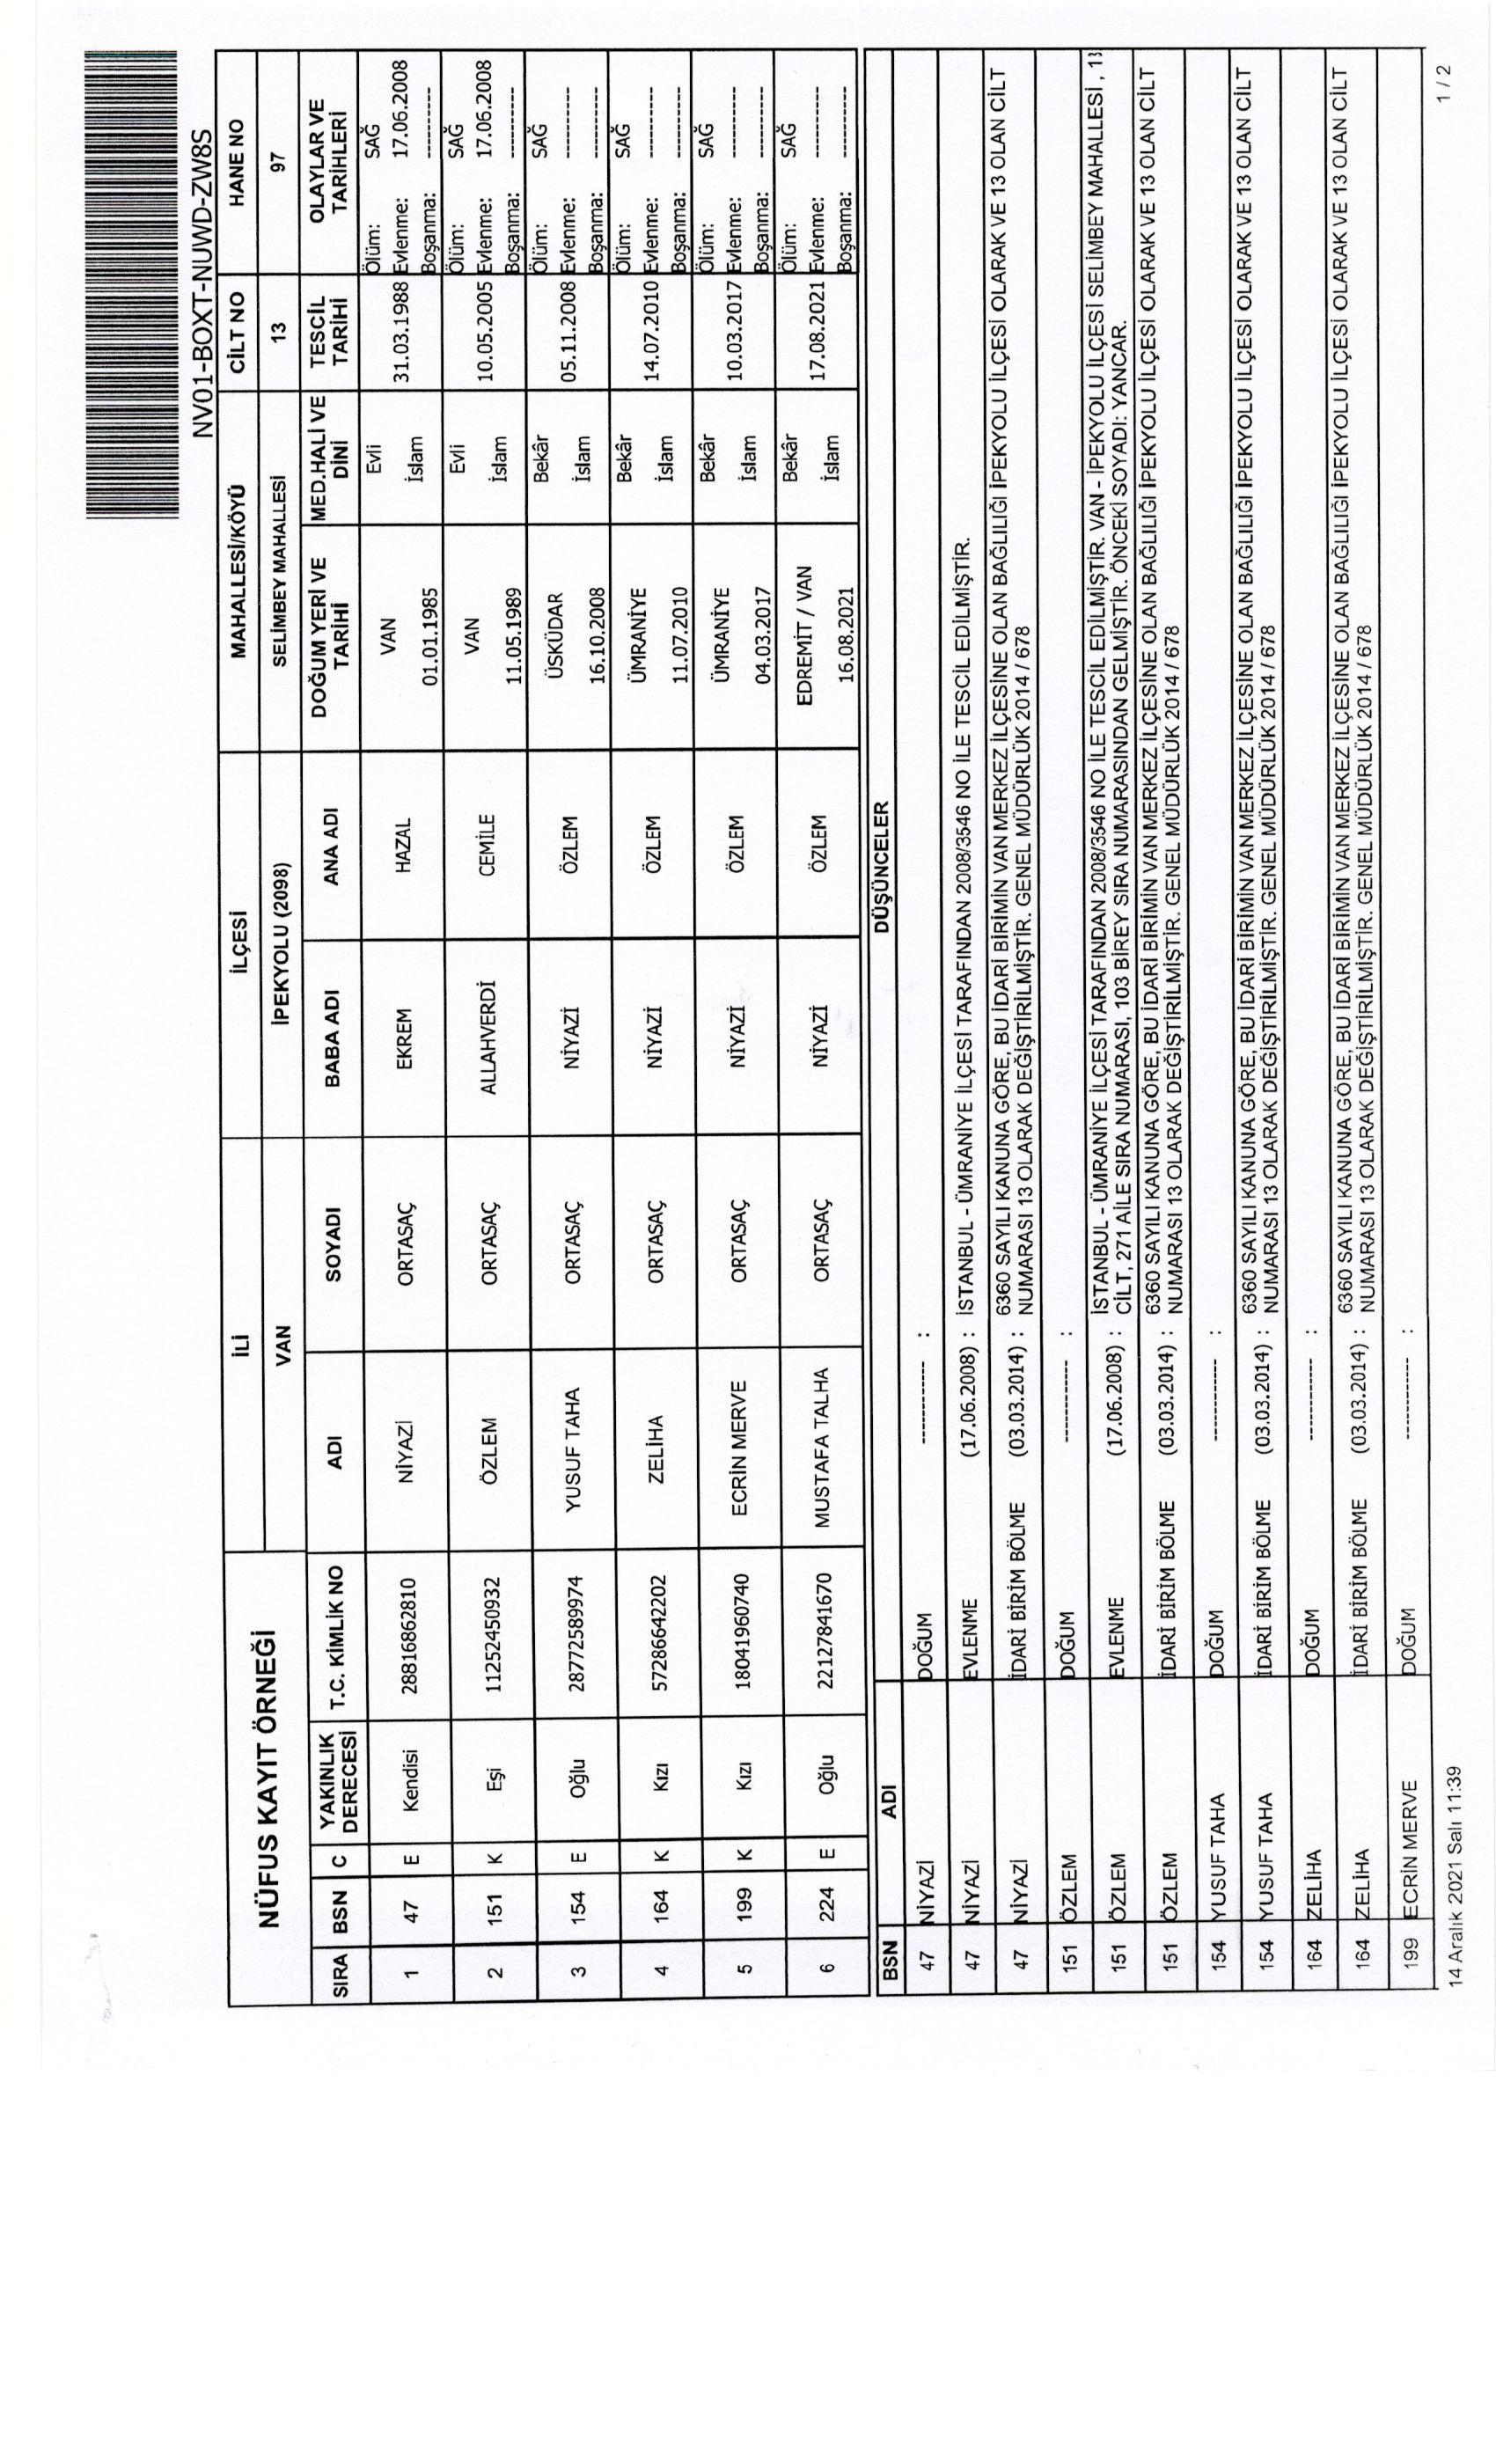 NV01-BOXT-NUWD-ZW8S
NÜFUS KAYIT ÖRNEĞİ
İLİ İLÇESİ MAHALLESİ/KÖYÜ CİLT NO HANE NO
VAN İPEKYOLU (2098) SELİMBEY MAHALLESİ 13 97
SIRA BSN C YAKINLIK DERECESİ T.C. KİMLİK NO ADI SOYADI BABA ADI ANA ADI DOĞUM YERİ VE TARİHİ MED.HALİ VE DİNİ TESCİL TARİHİ OLAYLAR VE TARİHLERİ
1 47 E Kendisi 28816862810 NİYAZİ ORTASAÇ EKREM HAZAL VAN 01.01.1985 Evli İslam 31.03.1988 Ölüm: SAĞ Evlenme: 17.06.2008 Boşanma: ----------
2 151 K Eşi 11252450932 ÖZLEM ORTASAÇ ALLAHVERDİ CEMİLE VAN 11.05.1989 Evli İslam 10.05.2005 Ölüm: SAĞ Evlenme: 17.06.2008 Boşanma: ----------
3 154 E Oğlu 28772589974 YUSUF TAHA ORTASAÇ NİYAZİ ÖZLEM ÜSKÜDAR 16.10.2008 Bekâr İslam 05.11.2008 Ölüm: SAĞ Evlenme: ---------- Boşanma: ----------
4 164 K Kızı 57286642202 ZELİHA ORTASAÇ NİYAZİ ÖZLEM ÜMRANİYE 11.07.2010 Bekâr İslam 14.07.2010 Ölüm: SAĞ Evlenme: ---------- Boşanma: ----------
5 199 K Kızı 18041960740 ECRİN MERVE ORTASAÇ NİYAZİ ÖZLEM ÜMRANİYE 04.03.2017 Bekâr İslam 10.03.2017 Ölüm: SAĞ Evlenme: ---------- Boşanma: ----------
6 224 E Oğlu 22127841670 MUSTAFA TALHA ORTASAÇ NİYAZİ ÖZLEM EDREMİT / VAN 16.08.2021 Bekâr İslam 17.08.2021 Ölüm: SAĞ Evlenme: ---------- Boşanma: ----------
BSN ADI DÜŞÜNCELER
47 NİYAZİ DOĞUM ----------- :
47 NİYAZİ EVLENME (17.06.2008) : İSTANBUL - ÜMRANİYE İLÇESİ TARAFINDAN 2008/3546 NO İLE TESCİL EDİLMİŞTİR.
47 NİYAZİ İDARİ BİRİM BÖLME (03.03.2014) : 6360 SAYILI KANUNA GÖRE, BU İDARİ BİRİMİN VAN MERKEZ İLÇESİNE OLAN BAĞLILIĞI İPEKYOLU İLÇESİ OLARAK VE 13 OLAN CİLT
NUMARASI 13 OLARAK DEĞİŞTİRİLMİŞTİR. GENEL MÜDÜRLÜK 2014 / 678
151 ÖZLEM DOĞUM ----------- :
151 ÖZLEM EVLENME (17.06.2008) : İSTANBUL - ÜMRANİYE İLÇESİ TARAFINDAN 2008/3546 NO İLE TESCİL EDİLMİŞTİR. VAN - İPEKYOLU İLÇESİ SELİMBEY MAHALLESİ , 13
CİLT, 271 AİLE SIRA NUMARASI, 103 BİREY SIRA NUMARASINDAN GELMİŞTİR. ÖNCEKİ SOYADI: YANCAR.
151 ÖZLEM İDARİ BİRİM BÖLME (03.03.2014) : 6360 SAYILI KANUNA GÖRE, BU İDARİ BİRİMİN VAN MERKEZ İLÇESİNE OLAN BAĞLILIĞI İPEKYOLU İLÇESİ OLARAK VE 13 OLAN CİLT
NUMARASI 13 OLARAK DEĞİŞTİRİLMİŞTİR. GENEL MÜDÜRLÜK 2014 / 678
154 YUSUF TAHA DOĞUM ----------- :
154 YUSUF TAHA İDARİ BİRİM BÖLME (03.03.2014) : 6360 SAYILI KANUNA GÖRE, BU İDARİ BİRİMİN VAN MERKEZ İLÇESİNE OLAN BAĞLILIĞI İPEKYOLU İLÇESİ OLARAK VE 13 OLAN CİLT
NUMARASI 13 OLARAK DEĞİŞTİRİLMİŞTİR. GENEL MÜDÜRLÜK 2014 / 678
164 ZELİHA DOĞUM ----------- :
164 ZELİHA İDARİ BİRİM BÖLME (03.03.2014) : 6360 SAYILI KANUNA GÖRE, BU İDARİ BİRİMİN VAN MERKEZ İLÇESİNE OLAN BAĞLILIĞI İPEKYOLU İLÇESİ OLARAK VE 13 OLAN CİLT
NUMARASI 13 OLARAK DEĞİŞTİRİLMİŞTİR. GENEL MÜDÜRLÜK 2014 / 678
199 ECRİN MERVE DOĞUM ----------- :
14 Aralık 2021 Salı 11:39 1 / 2